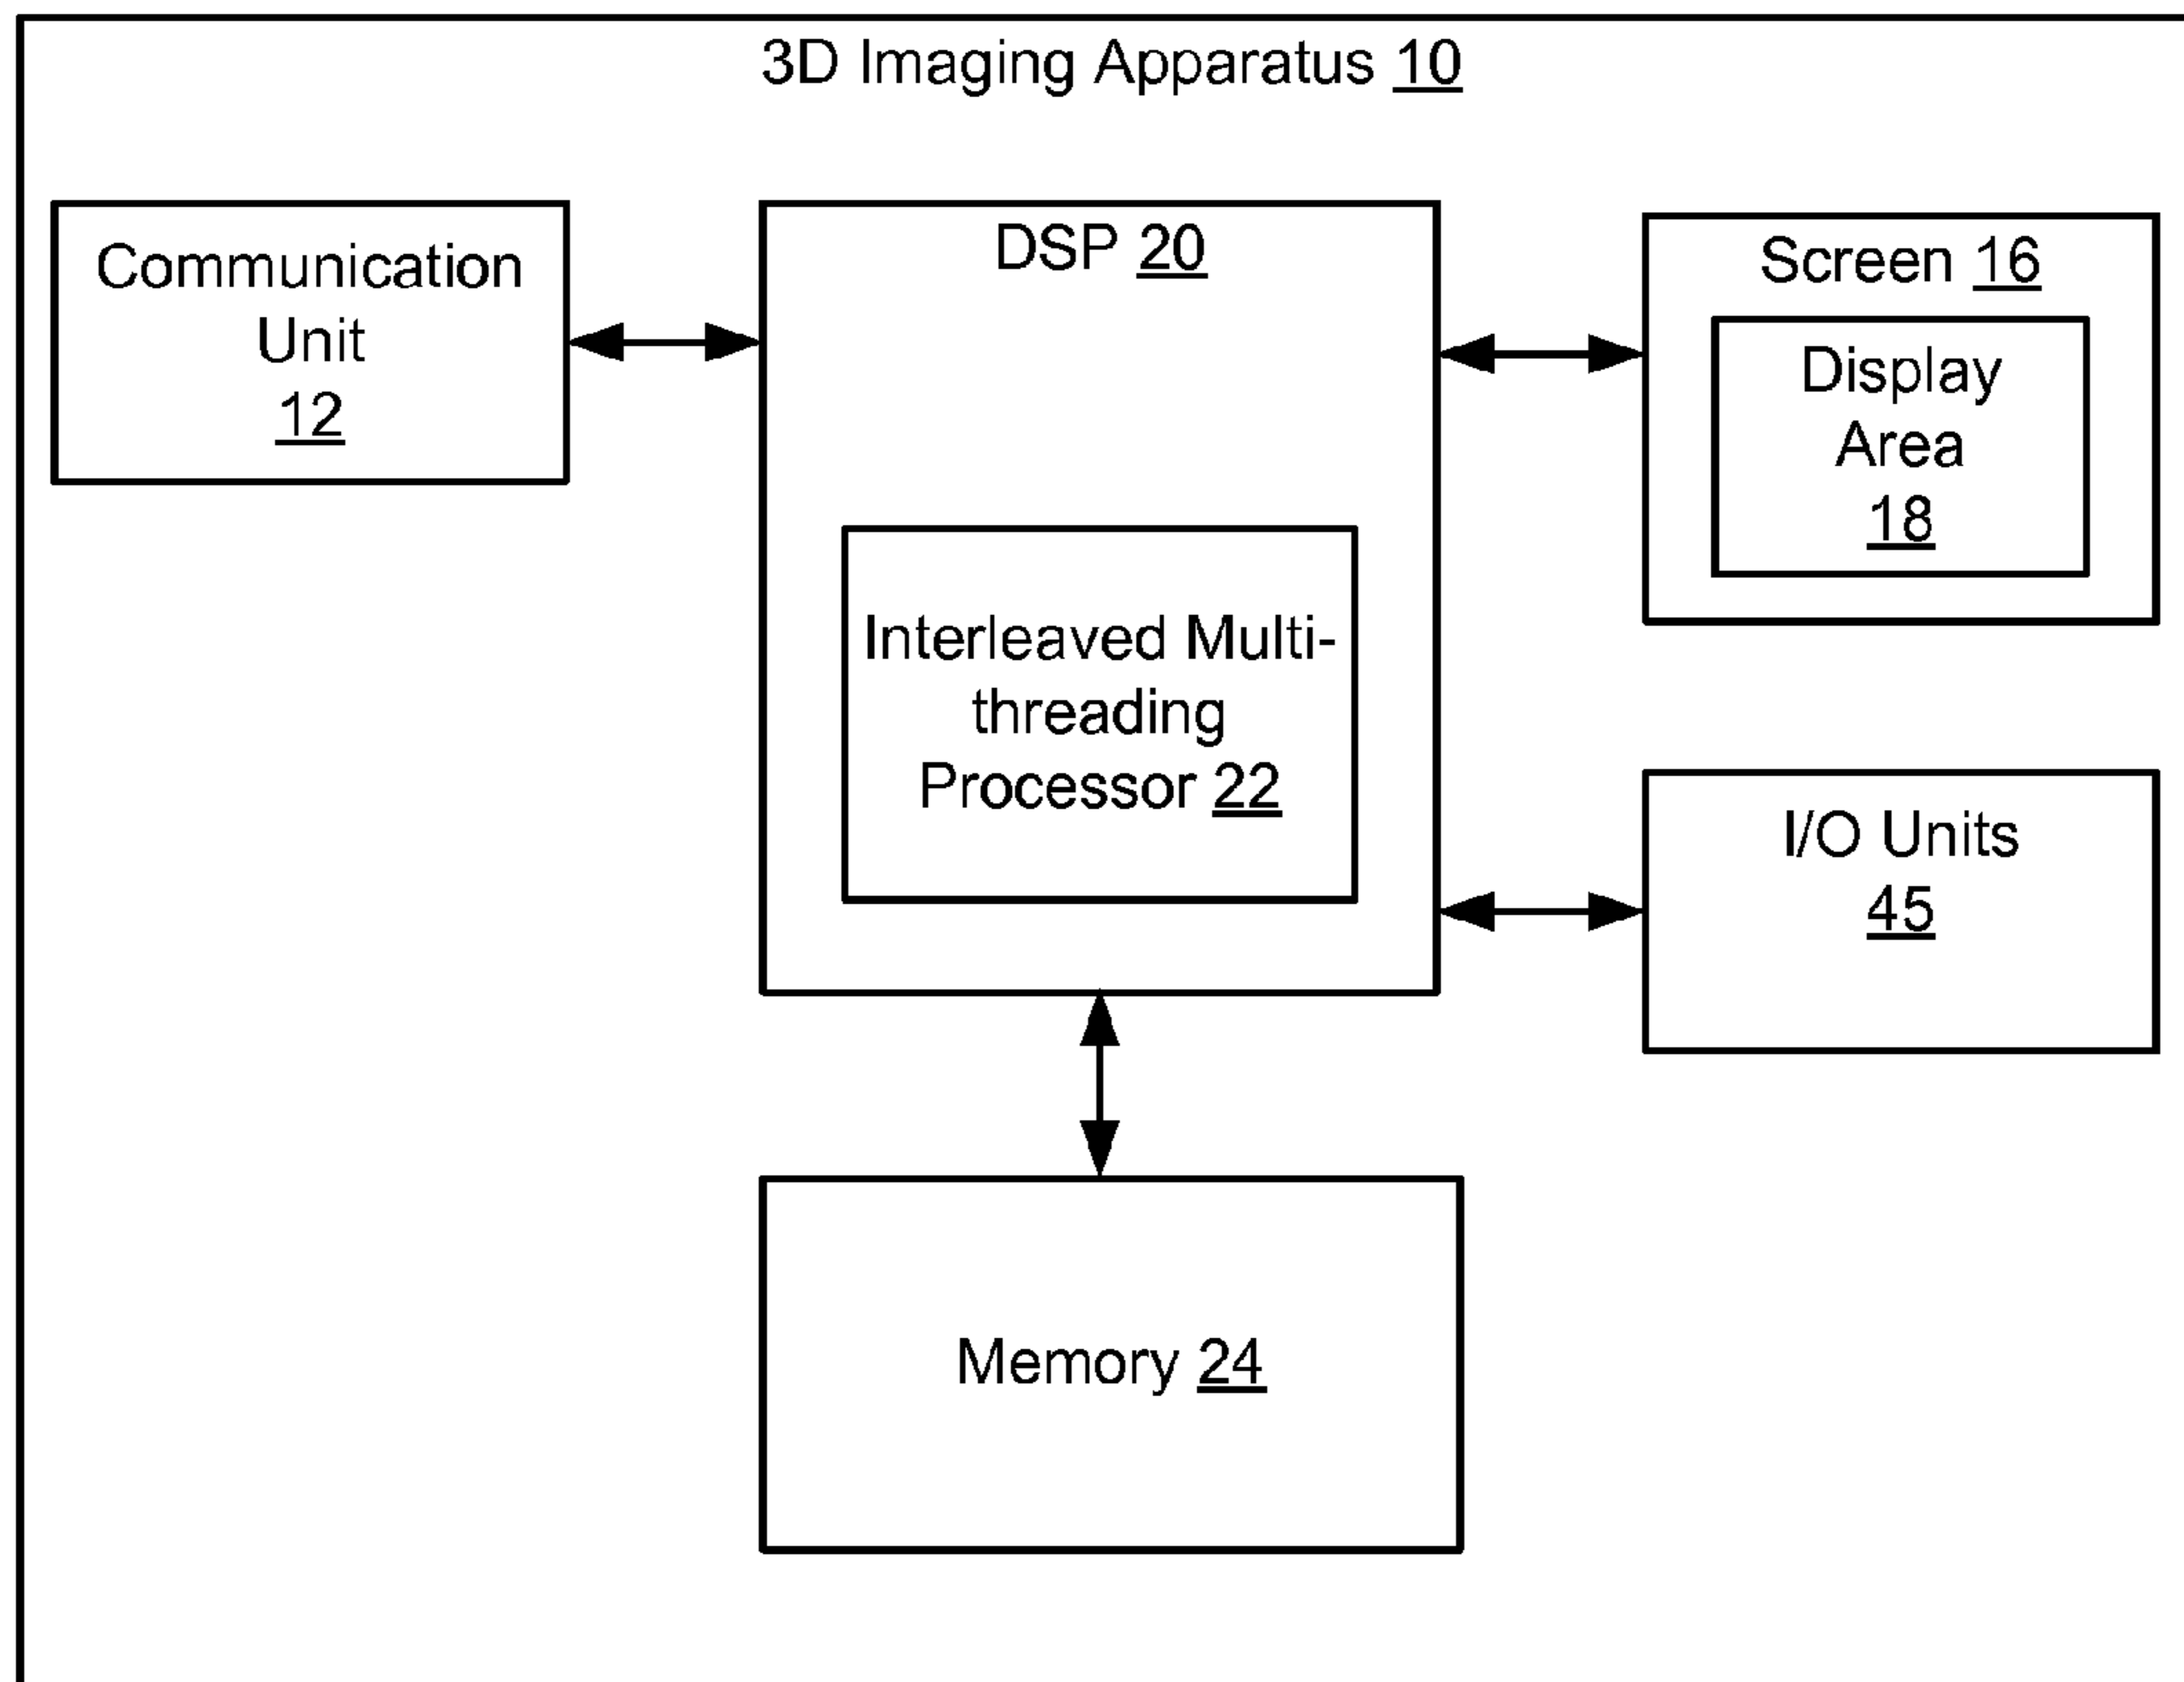 3D Imaging Apparatus 10
Communication
Unit
12
DSP 20
Interleaved Multi-
threading
Processor 22
Screen 16
Display
Area
18
I/O Units
45
Memory 24